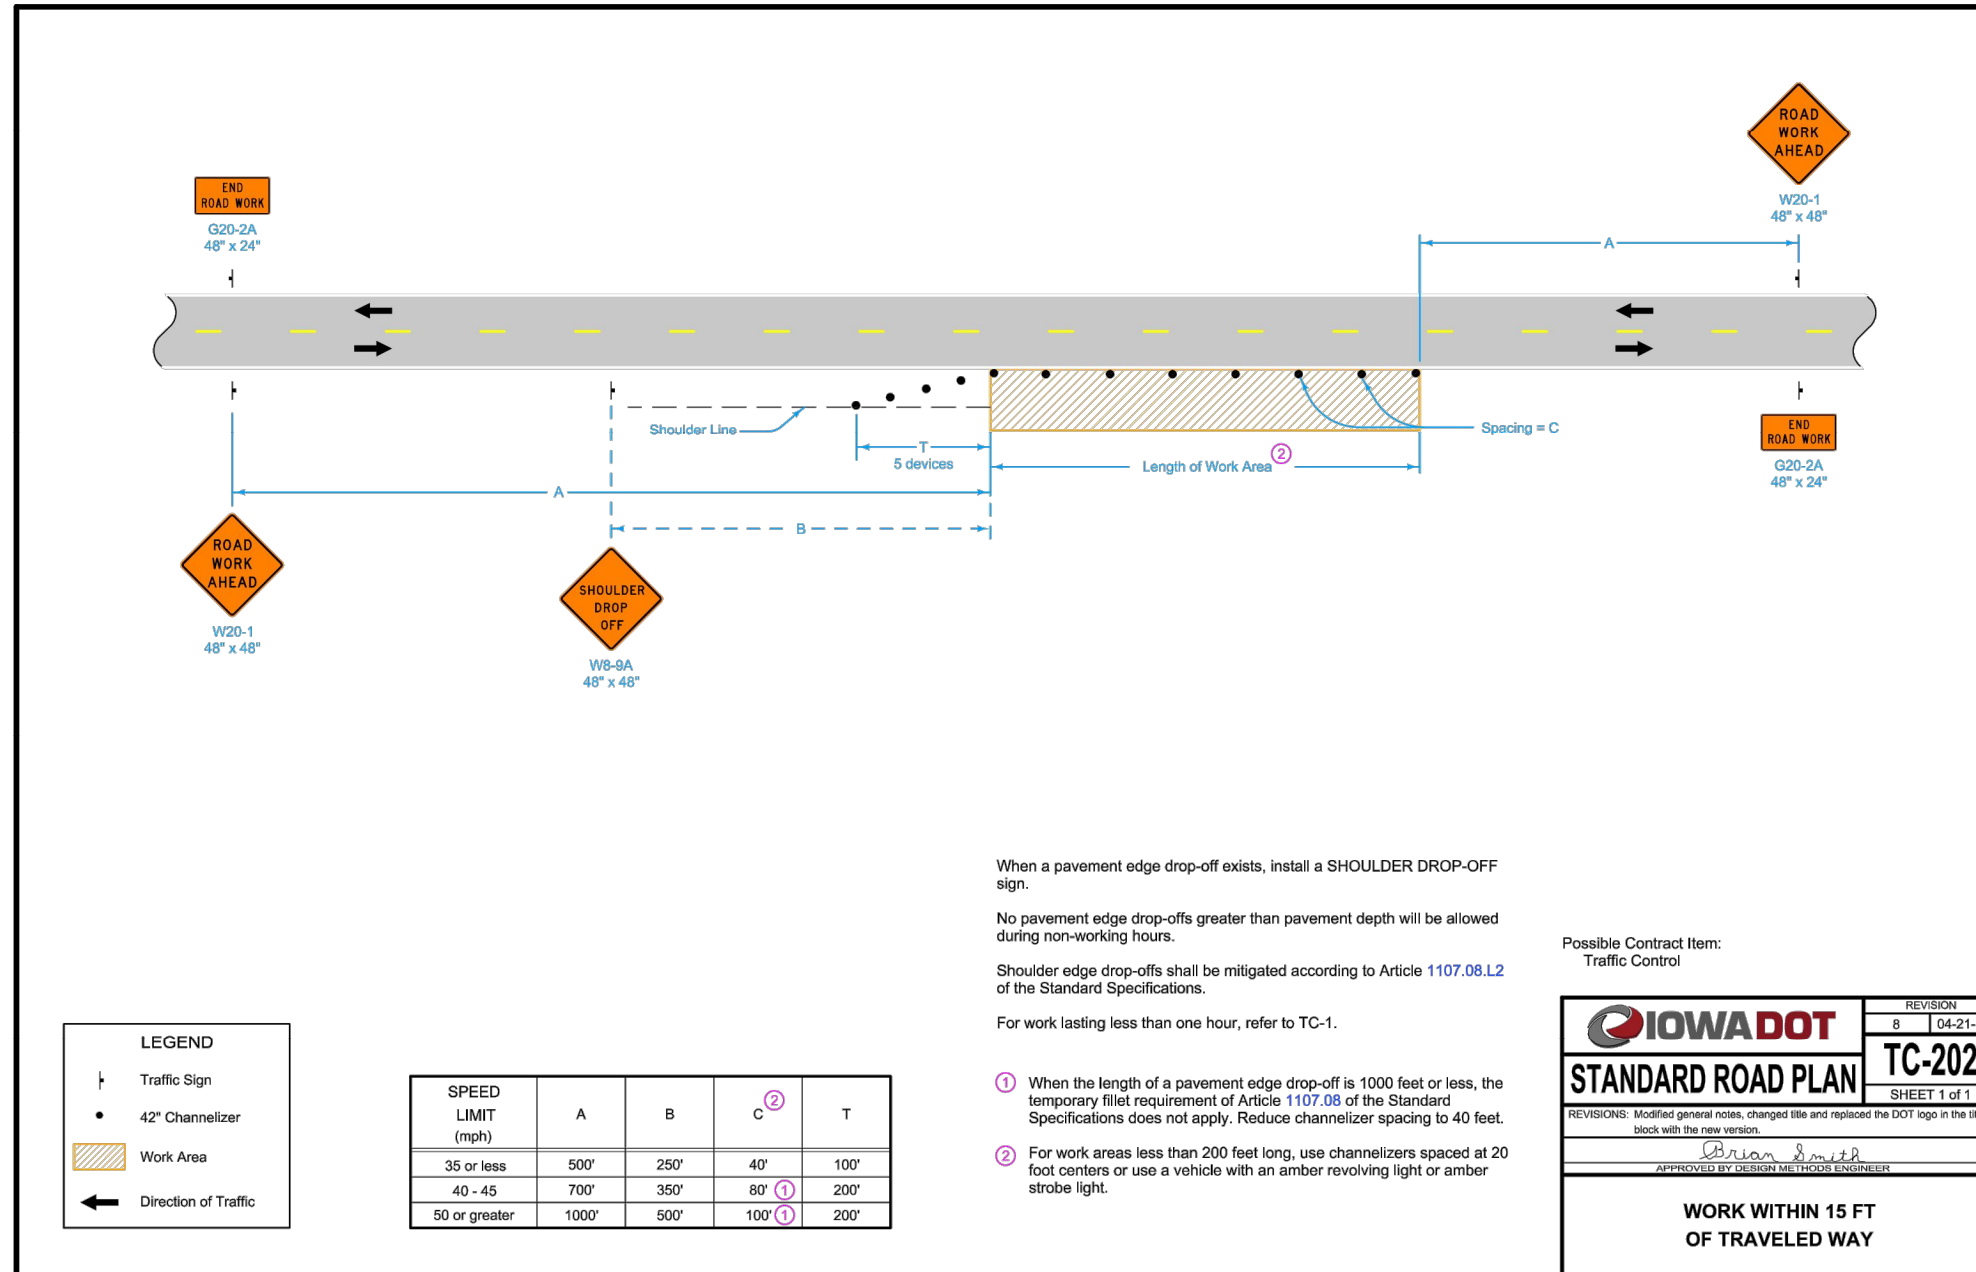 ROAD
WORK
AHEAD
W20-1
48" x 48"
END
ROAD WORK
G20-2A
48" x 24"
A
Shoulder Line
T
5 devices
Length of Work Area ②
Spacing = C
END
ROAD WORK
G20-2A
48" x 24"
A
B
ROAD
WORK
AHEAD
W20-1
48" x 48"
SHOULDER
DROP
OFF
W8-9A
48" x 48"
When a pavement edge drop-off exists, install a SHOULDER DROP-OFF
sign.
No pavement edge drop-offs greater than pavement depth will be allowed
during non-working hours.
Shoulder edge drop-offs shall be mitigated according to Article 1107.08.L2
of the Standard Specifications.
For work lasting less than one hour, refer to TC-1.
① When the length of a pavement edge drop-off is 1000 feet or less, the
temporary fillet requirement of Article 1107.08 of the Standard
Specifications does not apply. Reduce channelizer spacing to 40 feet.
② For work areas less than 200 feet long, use channelizers spaced at 20
foot centers or use a vehicle with an amber revolving light or amber
strobe light.
LEGEND
Traffic Sign
42" Channelizer
Work Area
Direction of Traffic
SPEED
LIMIT
(mph)
A B C ② T
35 or less 500' 250' 40' 100'
40 - 45 700' 350' 80' ① 200'
50 or greater 1000' 500' 100' ① 200'
Possible Contract Item:
Traffic Control
IOWADOT
REVISION
8 04-21-
STANDARD ROAD PLAN
TC-202
SHEET 1 of 1
REVISIONS: Modified general notes, changed title and replaced the DOT logo in the tit
block with the new version.
Brian Smith
APPROVED BY DESIGN METHODS ENGINEER
WORK WITHIN 15 FT
OF TRAVELED WAY